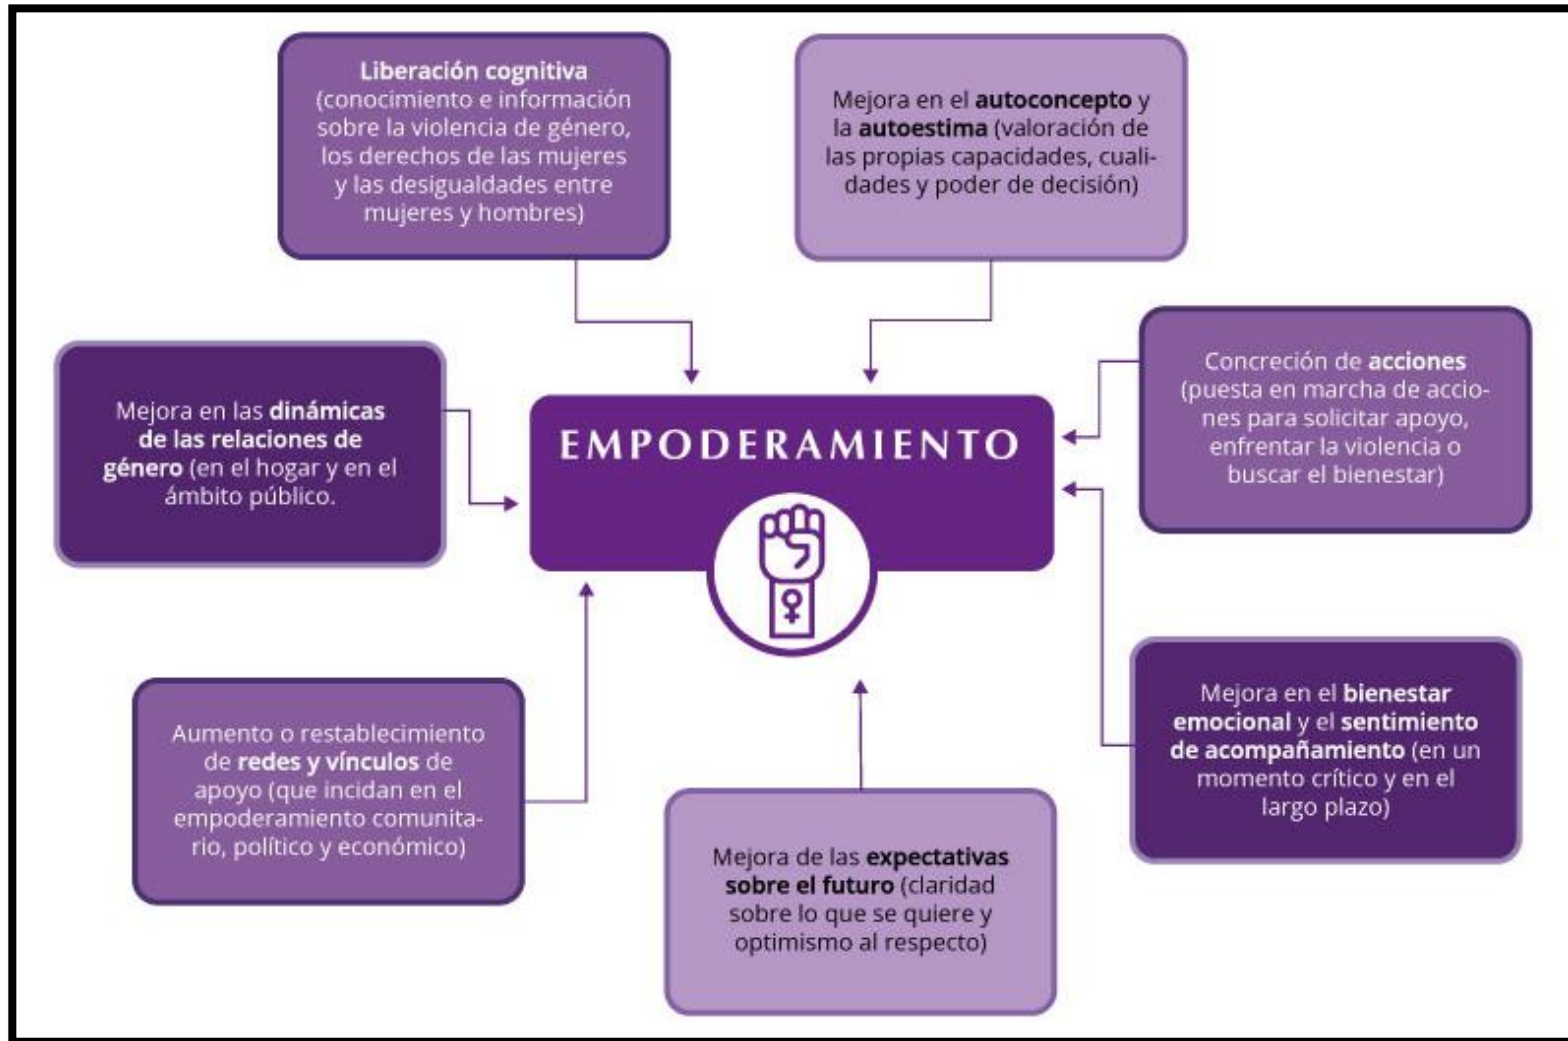 Liberación cognitiva
(conocimiento e información
sobre la violencia de género,
los derechos de las mujeres
y las desigualdades entre
mujeres y hombres)
Mejora en el autoconcepto y
la autoestima (valoración de
las propias capacidades, cuali-
dades y poder de decisión)
Mejora en las dinámicas
de las relaciones de
género (en el hogar y en el
ámbito público.
EMPODERAMIENTO
Concreción de acciones
(puesta en marcha de accio-
nes para solicitar apoyo,
enfrentar la violencia o
buscar el bienestar)
Aumento o restablecimiento
de redes y vínculos de
apoyo (que incidan en el
empoderamiento comunita-
rio, político y económico)
Mejora de las expectativas
sobre el futuro (claridad
sobre lo que se quiere y
optimismo al respecto)
Mejora en el bienestar
emocional y el sentimiento
de acompañamiento (en un
momento crítico y en el
largo plazo)